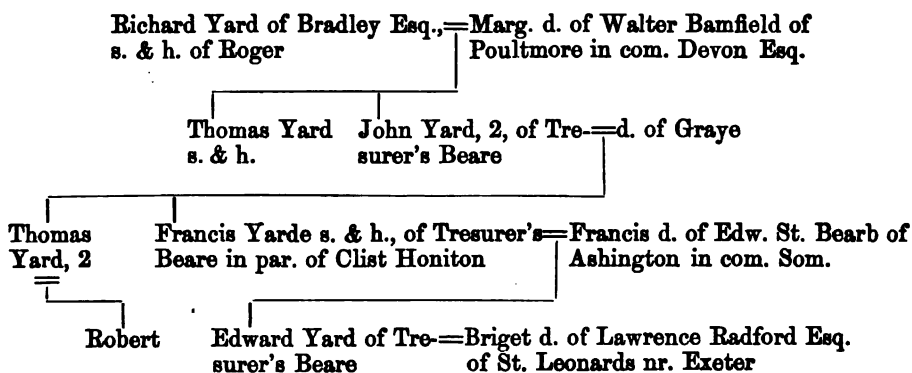 Richard Yard of Bradley Esq.,=Marg. d. of Walter Bamfield of
s. & h. of Roger Poultmore in com. Devon Esq.
Thomas Yard John Yard, 2, of Tre-=d. of Graye
s. & h. surer's Beare
Thomas Francis Yarde s. & h., of Tresurer's=Francis d. of Edw. St. Bearb of
Yard, 2 Beare in par. of Clist Honiton Ashington in com. Som.
=
Robert Edward Yard of Tre-=Briget d. of Lawrence Radford Esq.
surer's Beare of St. Leonards nr. Exeter